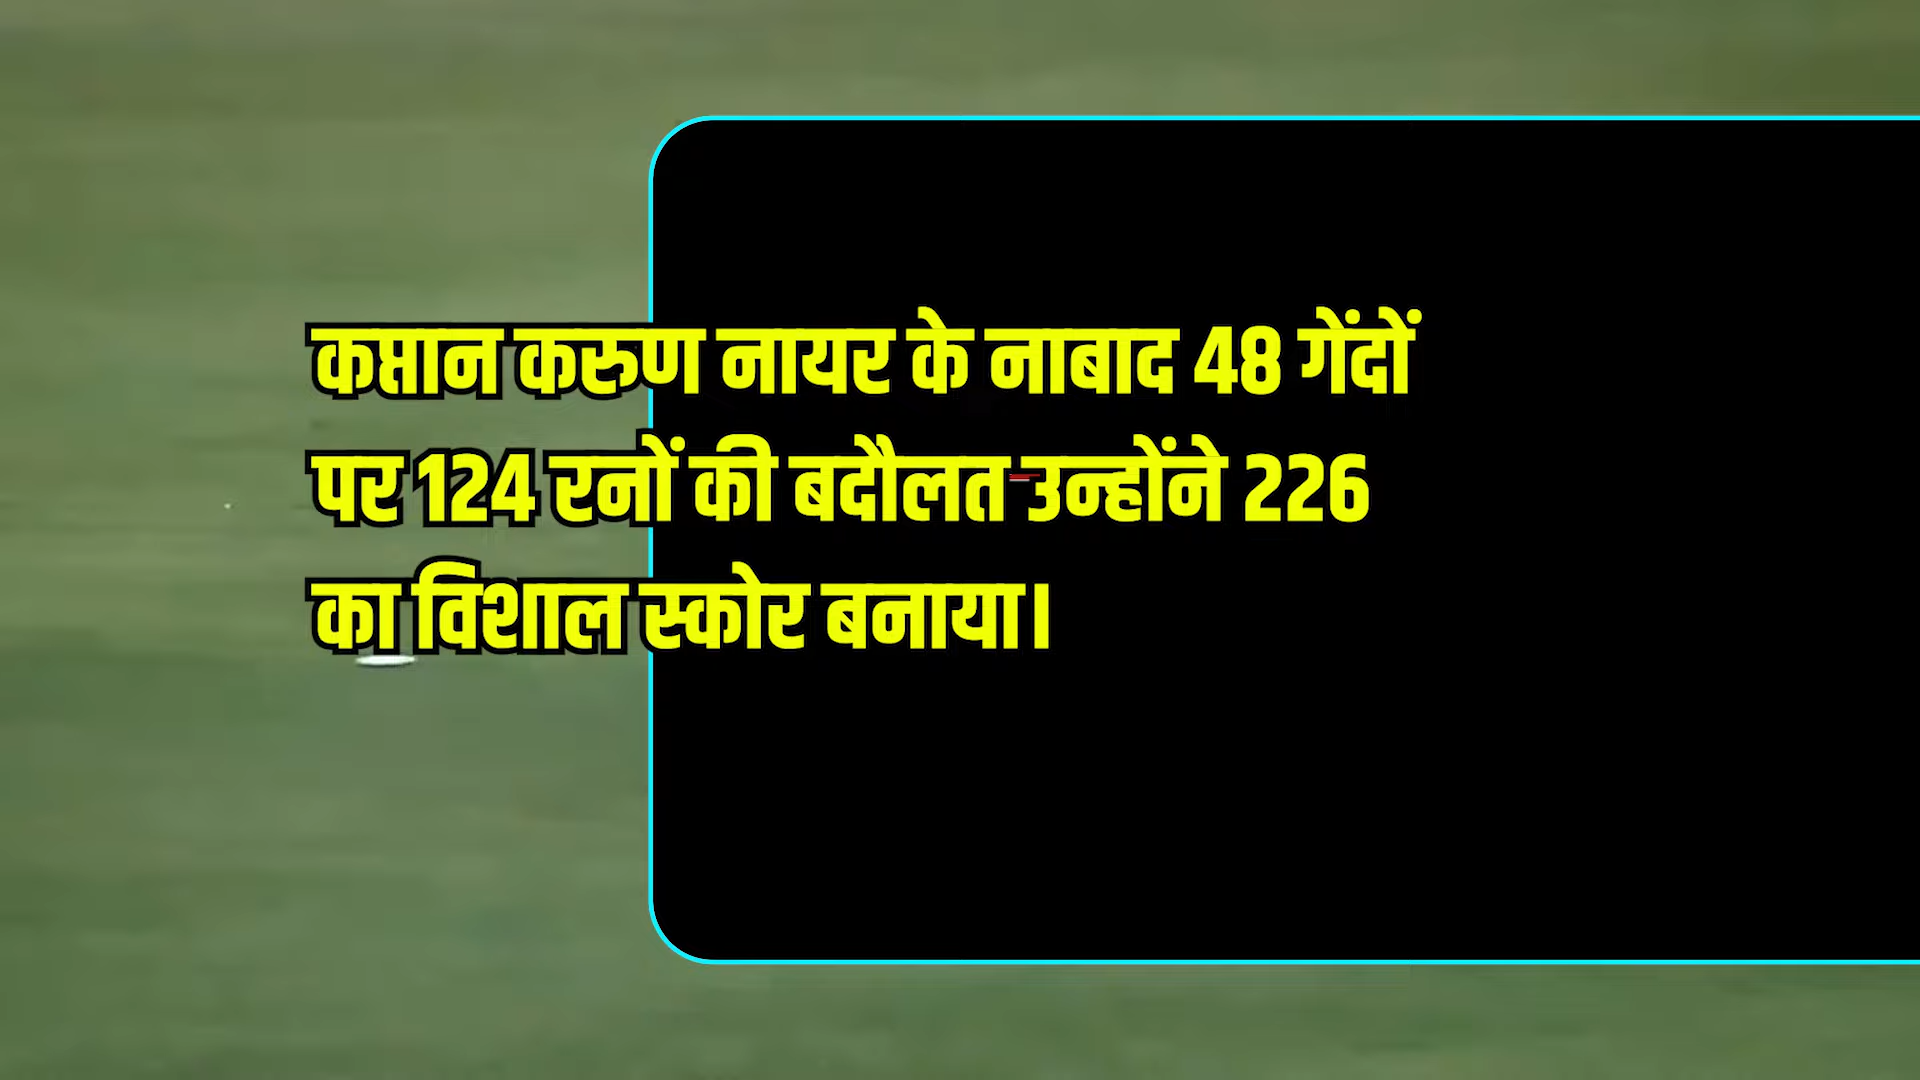 कप्तान करुण नायर के नाबाद 48 गेंदों
पर 124 रनों की बदौलत उन्होंने 226
का विशाल स्कोर बनाया।